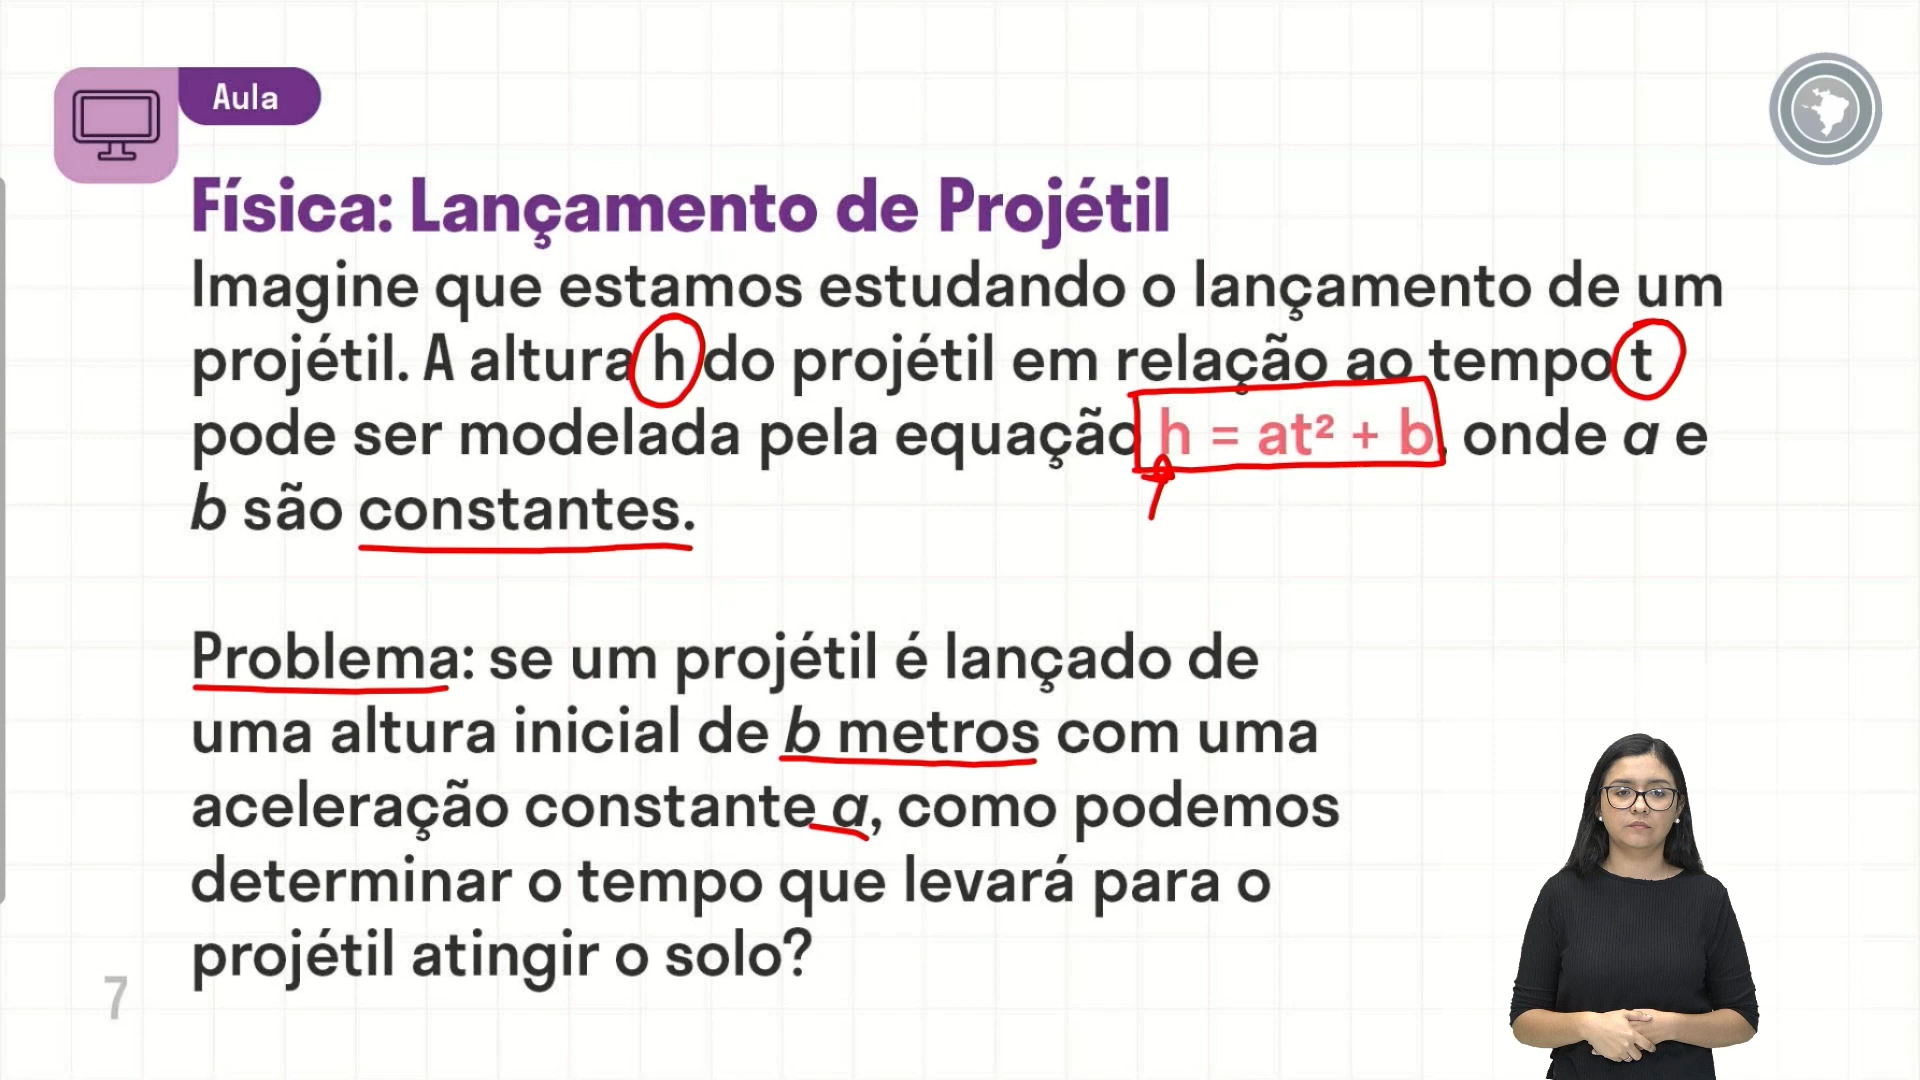 Aula
Física: Lançamento de Projétil
Imagine que estamos estudando o lançamento de um
projétil. A altura h do projétil em relação ao tempo t
pode ser modelada pela equação h = at² + b, onde a e
b são constantes.
Problema: se um projétil é lançado de
uma altura inicial de b metros com uma
aceleração constante a, como podemos
determinar o tempo que levará para o
projétil atingir o solo?
7